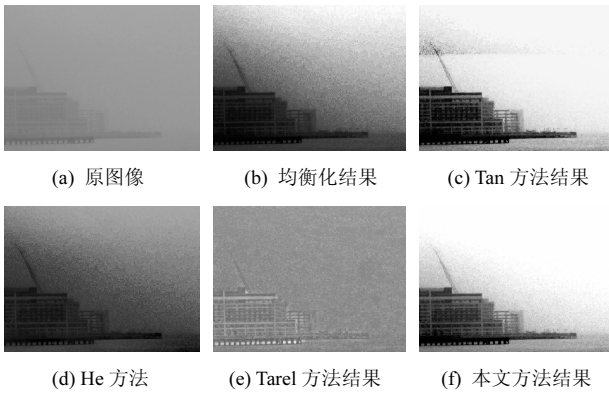 (a) 原图像
(b) 均衡化结果
(c) Tan 方法结果
(d) He 方法
(e) Tarel 方法结果
(f) 本文方法结果